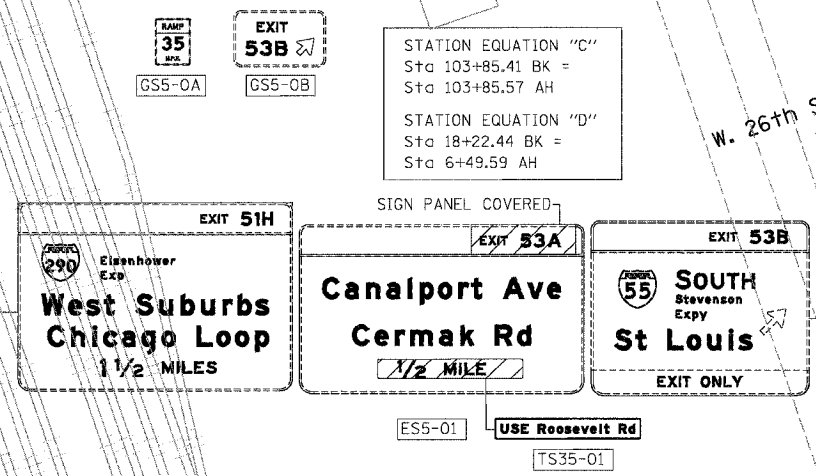 RAMP
35
M.P.H.
GS5-0A
EXIT
53B
GS5-0B
STATION EQUATION "C"
Sta 103+85.41 BK =
Sta 103+85.57 AH
STATION EQUATION "D"
Sta 18+22.44 BK =
Sta 6+49.59 AH
W. 26th S
SIGN PANEL COVERED
EXIT 51H
290
Eisenhower
Exp
West Suburbs
Chicago Loop
1 1/2 MILES
EXIT 53A
Canalport Ave
Cermak Rd
1/2 MILE
EXIT 53B
55
SOUTH
Stevenson
Expy
St Louis
EXIT ONLY
ES5-01
USE Roosevelt Rd
TS35-01